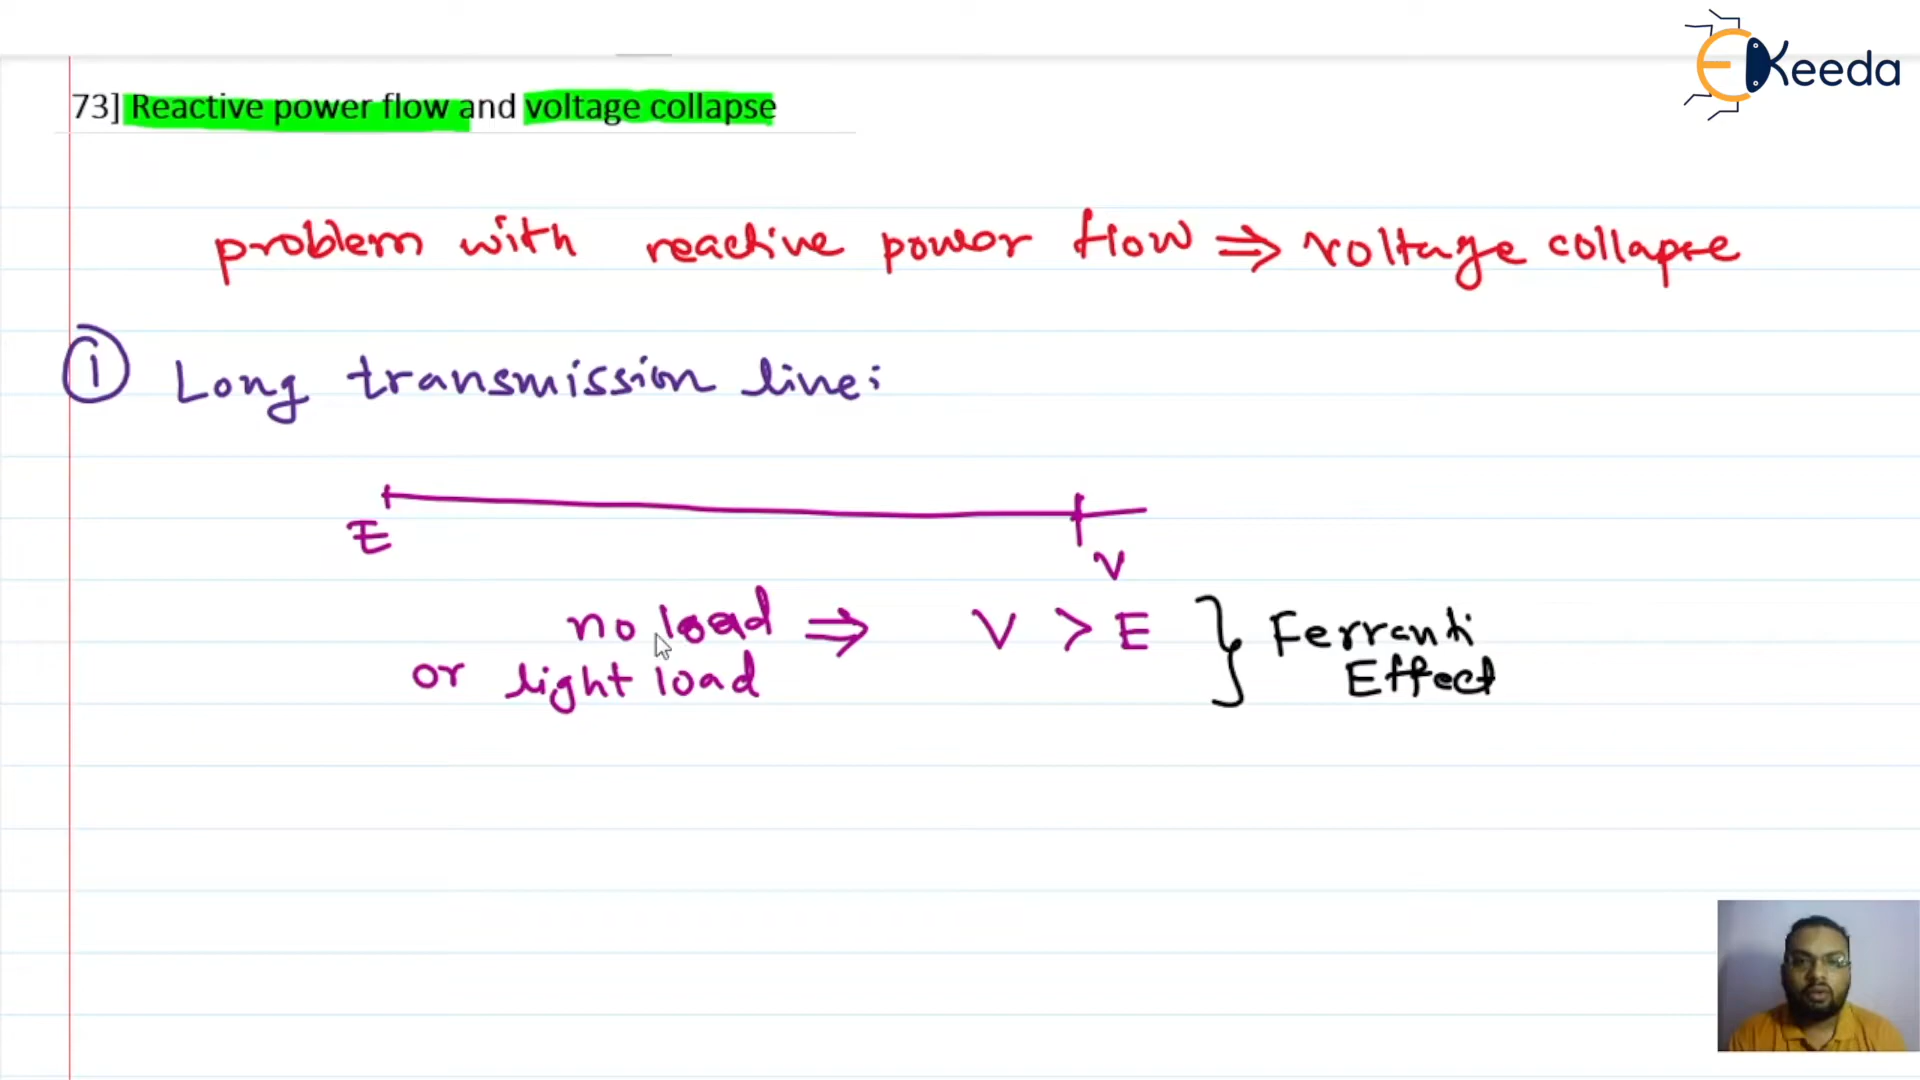 EKeeda
73] Reactive power flow and voltage collapse
problem with reactive power flow ⇒ voltage collapse
① Long transmission line:
E
V
no load ⇒ V > E } Ferranti
or light load Effect